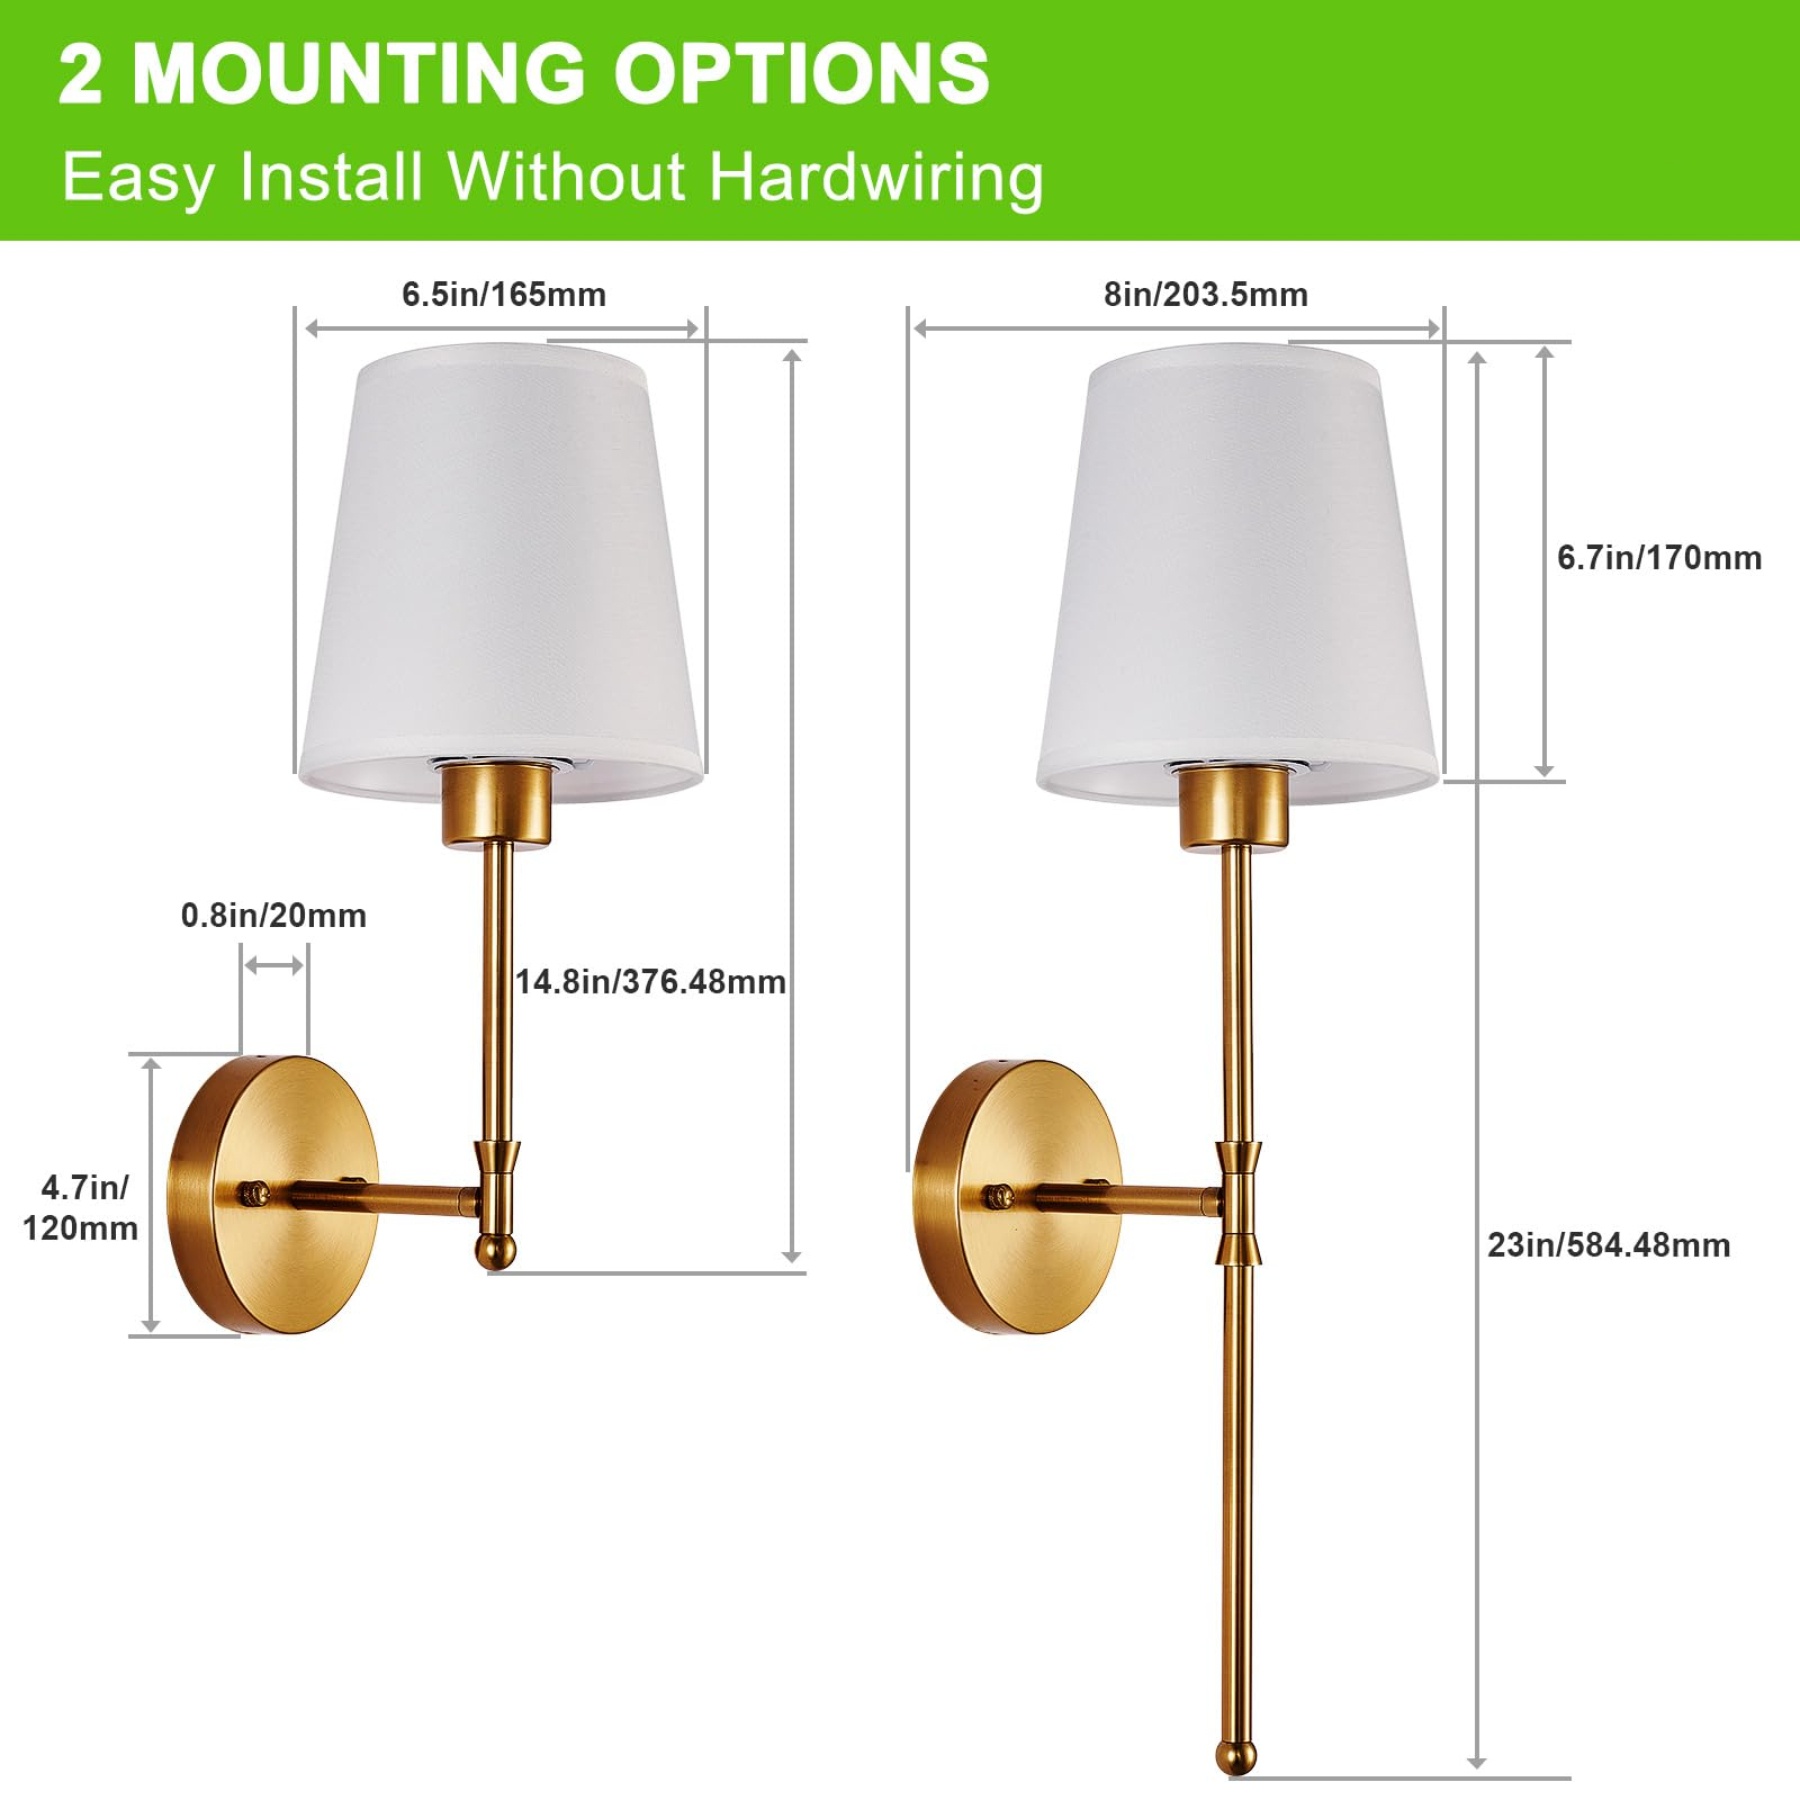 2 MOUNTING OPTIONS
Easy Install Without Hardwiring
6.5in/165mm
8in/203.5mm
6.7in/170mm
0.8in/20mm
14.8in/376.48mm
4.7in/
120mm
23in/584.48mm